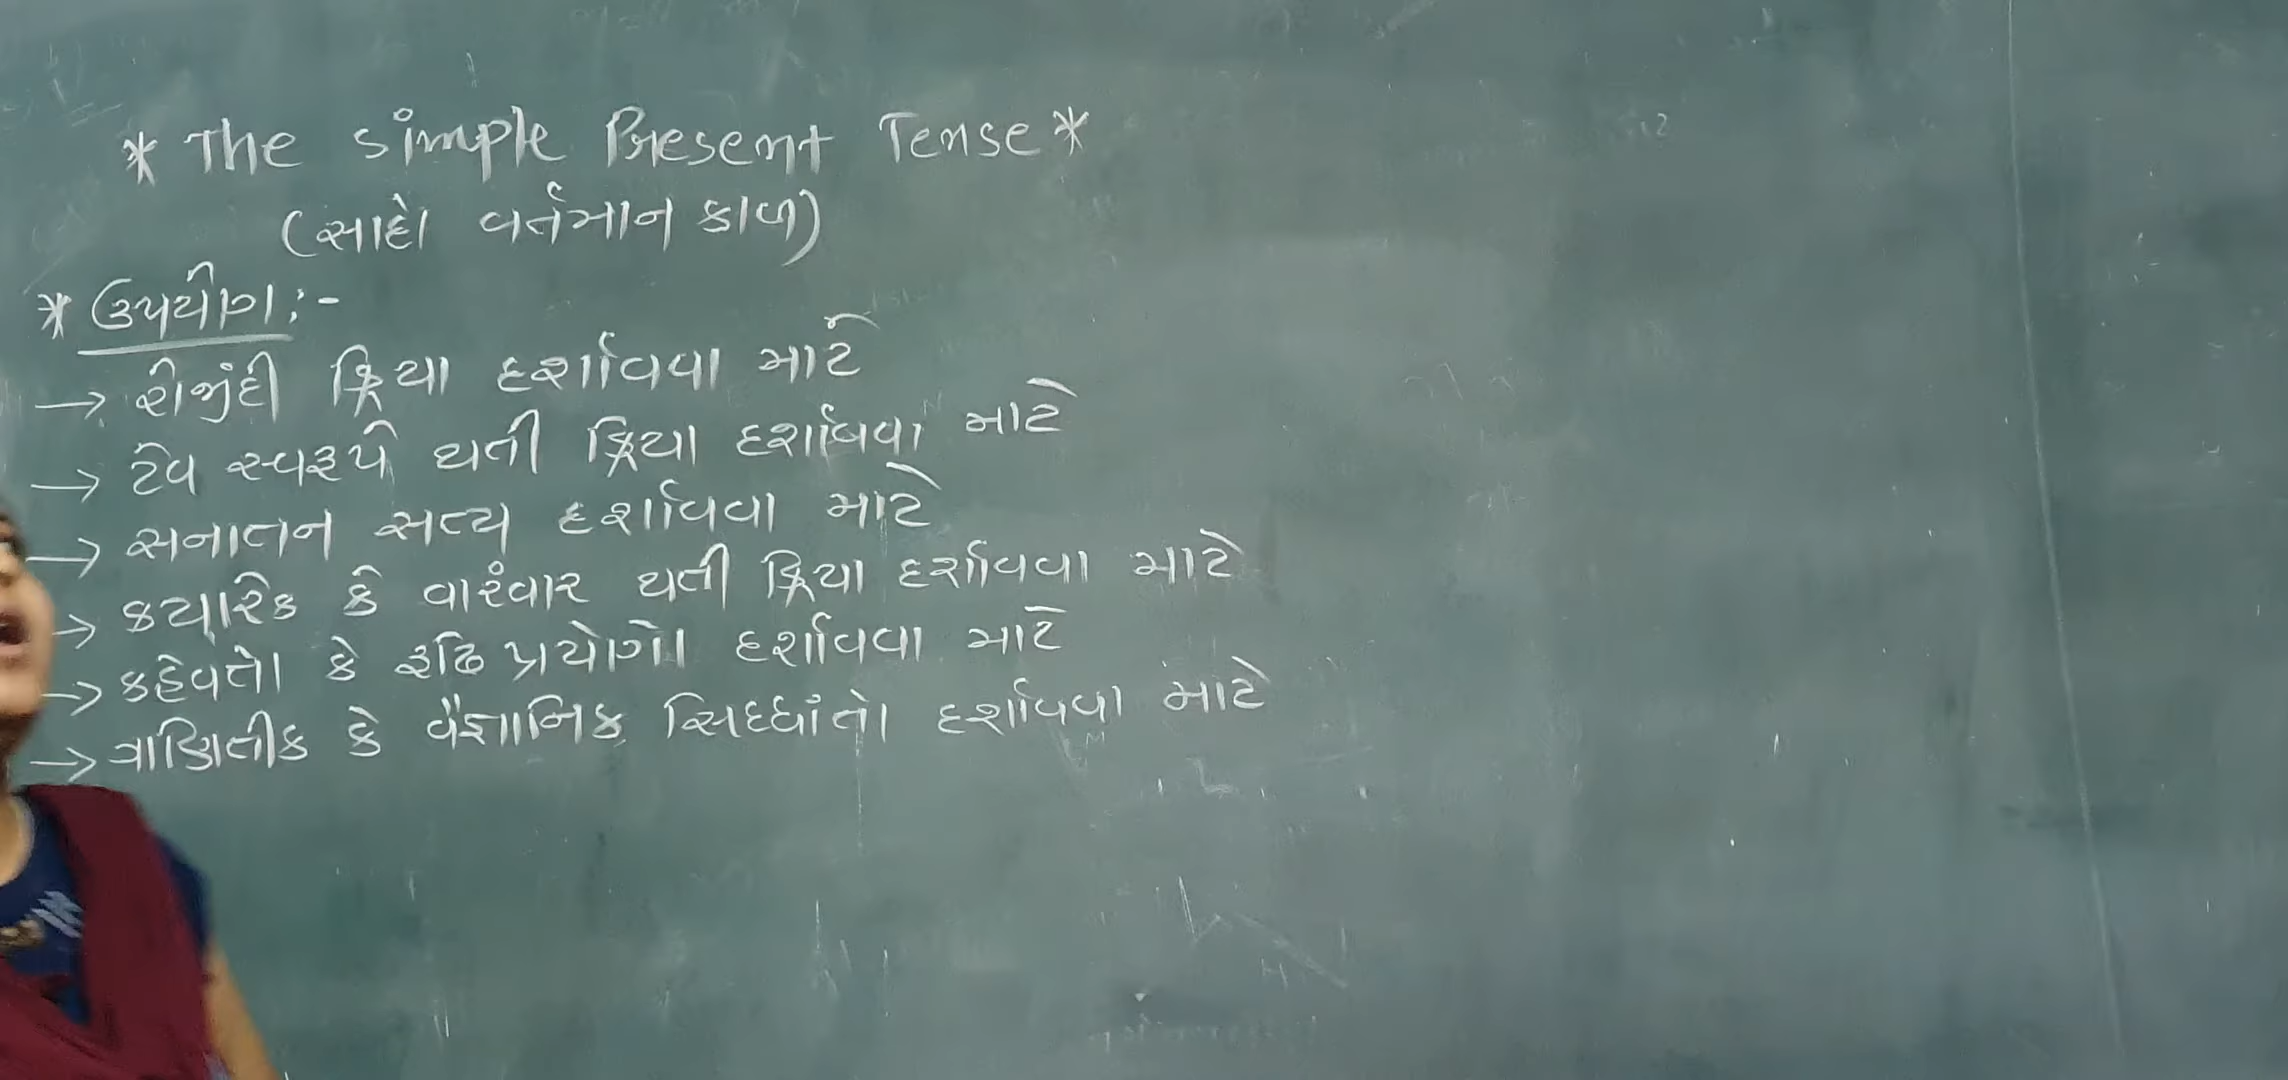 * The Simple Present Tense *
(સાદો વર્તમાન કાળ)
* ઉપયોગ :-
→ રોજીંદી ક્રિયા દર્શાવવા માટે
→ ટેવ સ્વરૂપે થતી ક્રિયા દર્શાવવા માટે
→ સનાતન સત્ય દર્શાવવા માટે
→ કયારેક કે વારંવાર થતી ક્રિયા દર્શાવવા માટે
→ કહેવતો કે રૂઢિ પ્રયોગો દર્શાવવા માટે
→ ગાણિતીક કે વૈજ્ઞાનિક સિધ્ધાંતો દર્શાવવા માટે